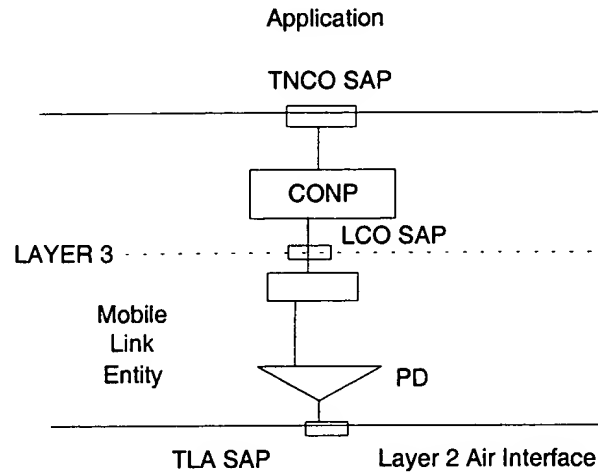 Application
TNCO SAP
CONP
LCO SAP
LAYER 3
Mobile
Link
Entity
PD
TLA SAP
Layer 2 Air Interface